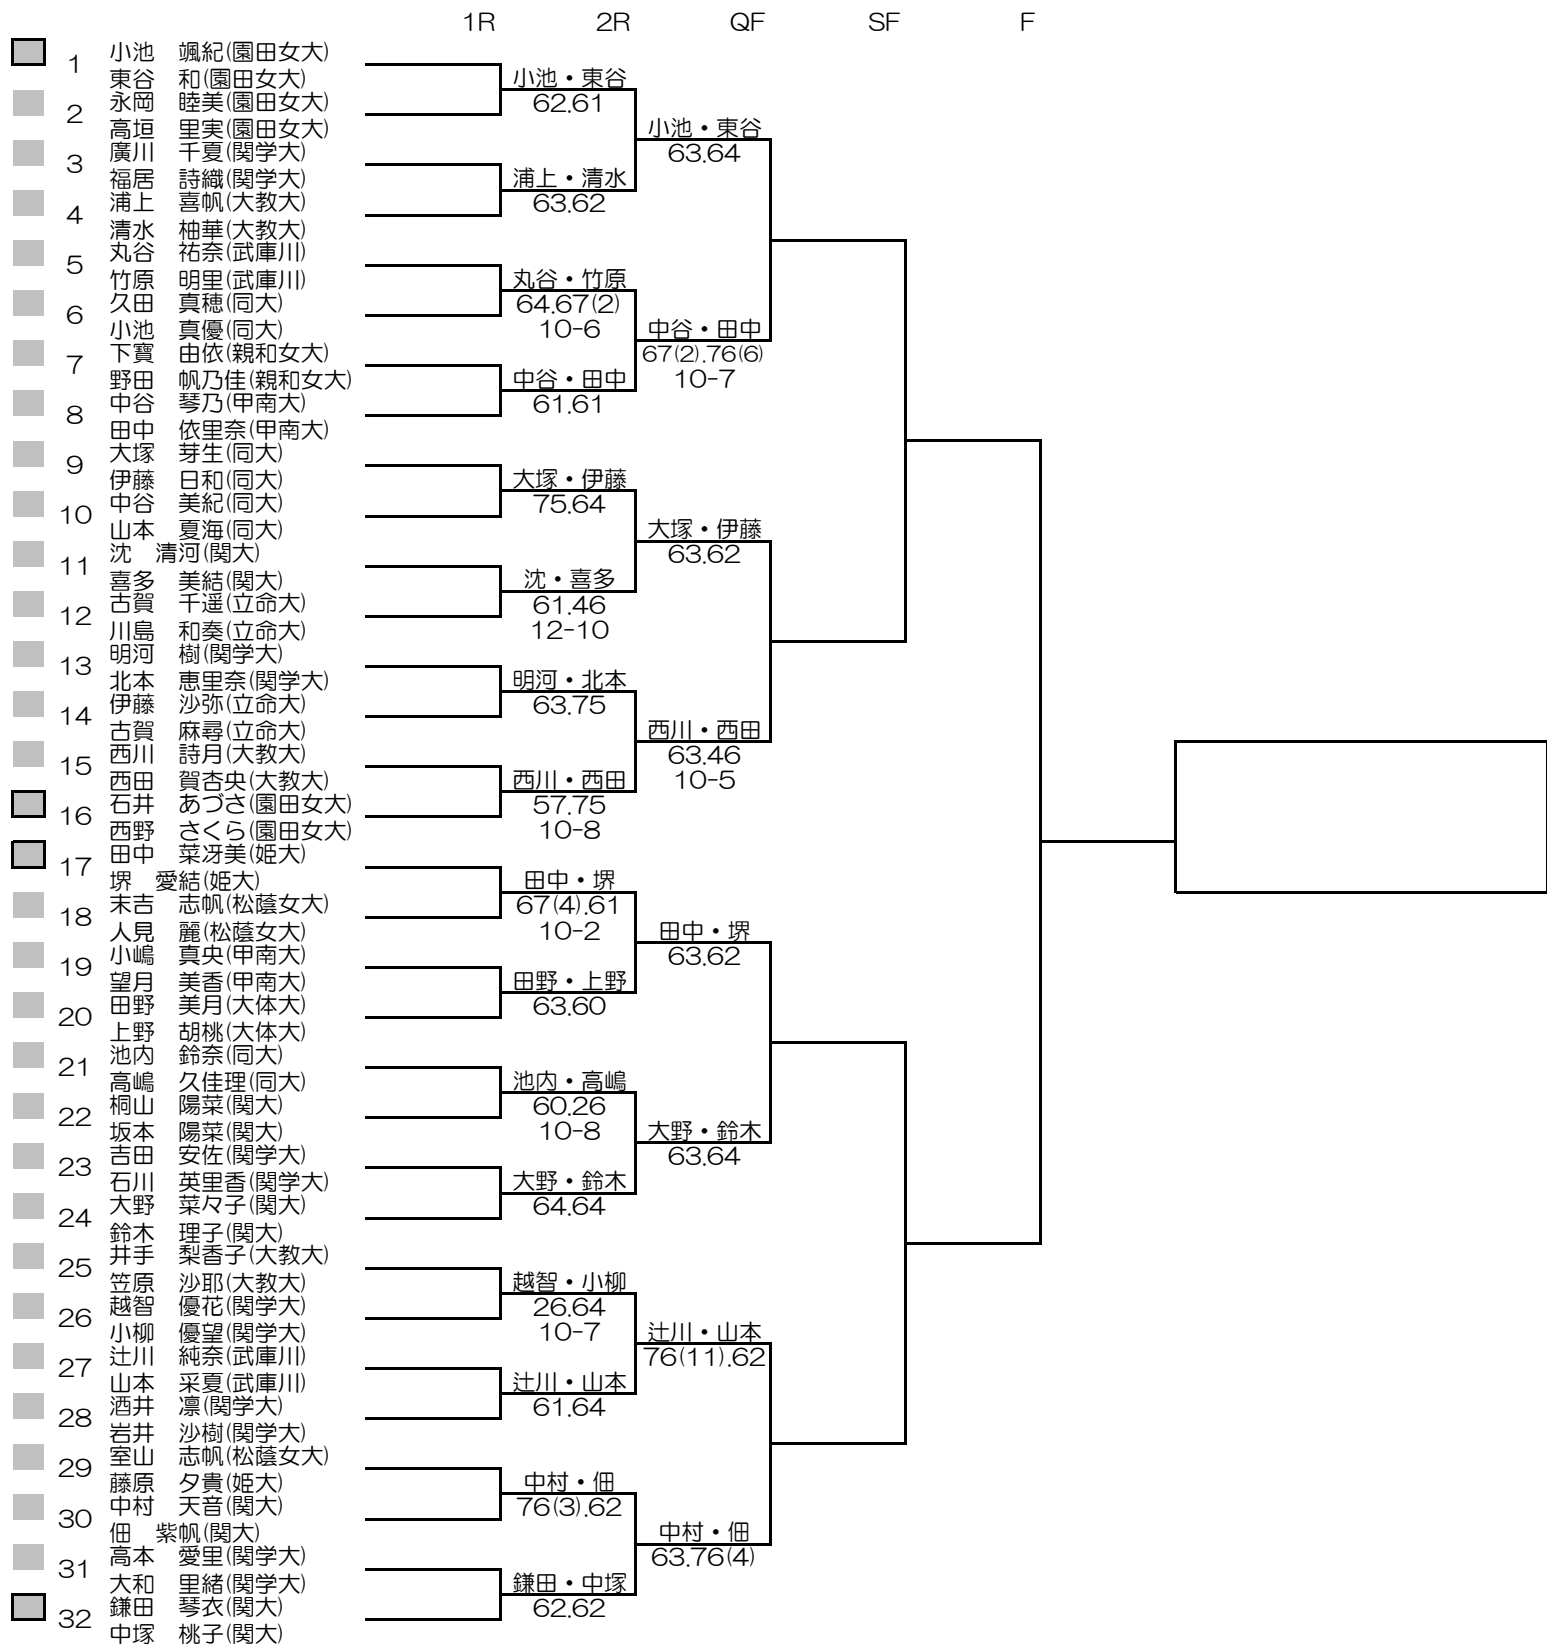 1R 2R QF SF F
1 小池 颯紀(園田女大)
東谷 和(園田女大)
小池・東谷
62.61
2 永岡 睦美(園田女大)
高垣 里実(園田女大)
小池・東谷
63.64
3 廣川 千夏(関学大)
福居 詩織(関学大)
浦上・清水
63.62
4 浦上 喜帆(大教大)
清水 柚華(大教大)
5 丸谷 祐奈(武庫川)
竹原 明里(武庫川)
丸谷・竹原
64.67(2)
10-6
6 久田 真穂(同大)
小池 真優(同大)
中谷・田中
67(2).76(6)
10-7
7 下寶 由依(親和女大)
野田 帆乃佳(親和女大)
中谷・田中
61.61
8 中谷 琴乃(甲南大)
田中 依里奈(甲南大)
9 大塚 芽生(同大)
伊藤 日和(同大)
大塚・伊藤
75.64
10 中谷 美紀(同大)
山本 夏海(同大)
大塚・伊藤
63.62
11 沈 清河(関大)
喜多 美結(関大)
沈・喜多
61.46
12-10
12 古賀 千遥(立命大)
川島 和奏(立命大)
13 明河 樹(関学大)
北本 恵里奈(関学大)
明河・北本
63.75
14 伊藤 沙弥(立命大)
古賀 麻尋(立命大)
西川・西田
63.46
10-5
15 西川 詩月(大教大)
西田 賀杏央(大教大)
西川・西田
57.75
10-8
16 石井 あづさ(園田女大)
西野 さくら(園田女大)
17 田中 菜冴美(姫大)
堺 愛結(姫大)
田中・堺
67(4).61
10-2
18 末吉 志帆(松蔭女大)
人見 麗(松蔭女大)
田中・堺
63.62
19 小嶋 真央(甲南大)
望月 美香(甲南大)
田野・上野
63.60
20 田野 美月(大体大)
上野 胡桃(大体大)
21 池内 鈴奈(同大)
高嶋 久佳理(同大)
池内・高嶋
60.26
10-8
22 桐山 陽菜(関大)
坂本 陽菜(関大)
大野・鈴木
63.64
23 吉田 安佐(関学大)
石川 英里香(関学大)
大野・鈴木
64.64
24 大野 菜々子(関大)
鈴木 理子(関大)
25 井手 梨香子(大教大)
笠原 沙耶(大教大)
越智・小柳
26.64
10-7
26 越智 優花(関学大)
小柳 優望(関学大)
辻川・山本
76(11).62
27 辻川 純奈(武庫川)
山本 采夏(武庫川)
辻川・山本
61.64
28 酒井 凛(関学大)
岩井 沙樹(関学大)
29 室山 志帆(松蔭女大)
藤原 夕貴(姫大)
中村・佃
76(3).62
30 中村 天音(関大)
佃 紫帆(関大)
中村・佃
63.76(4)
31 高本 愛里(関学大)
大和 里緒(関学大)
鎌田・中塚
62.62
32 鎌田 琴衣(関大)
中塚 桃子(関大)